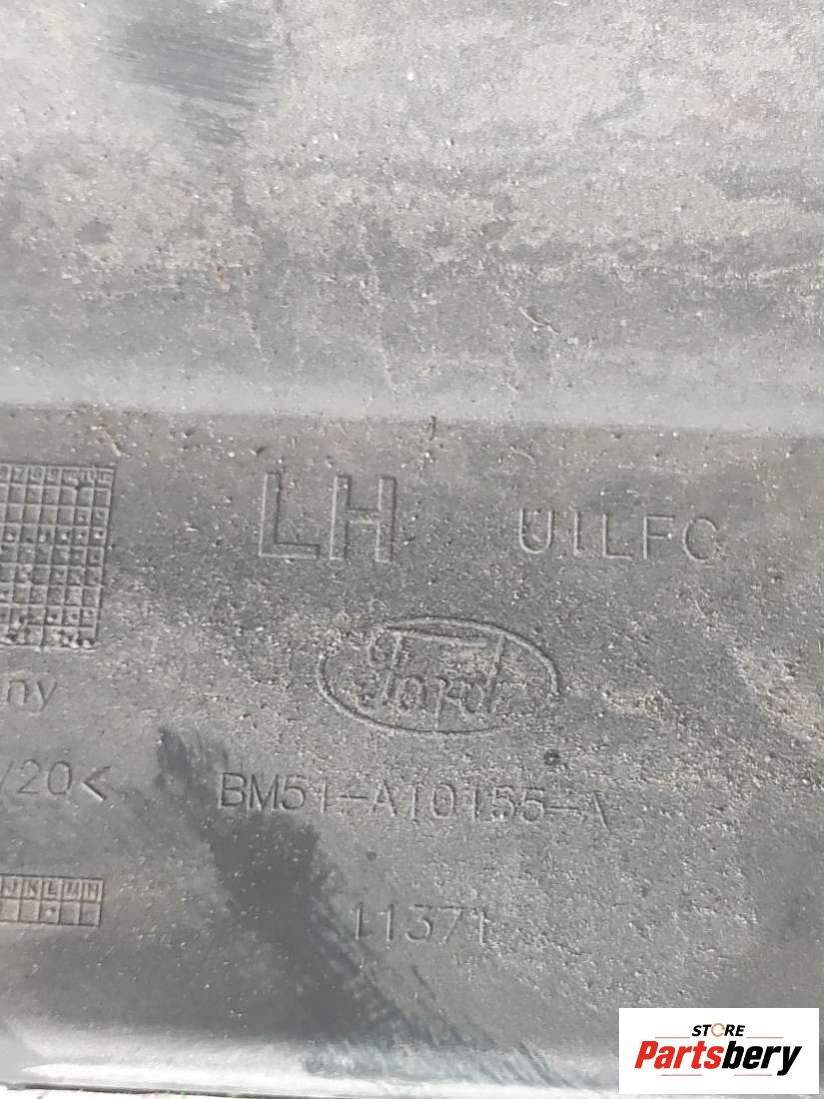 LH U1LFC
Ford
ny
/20<
BM51-A10155-A
J K L M N
11371
STORE
Partsbery